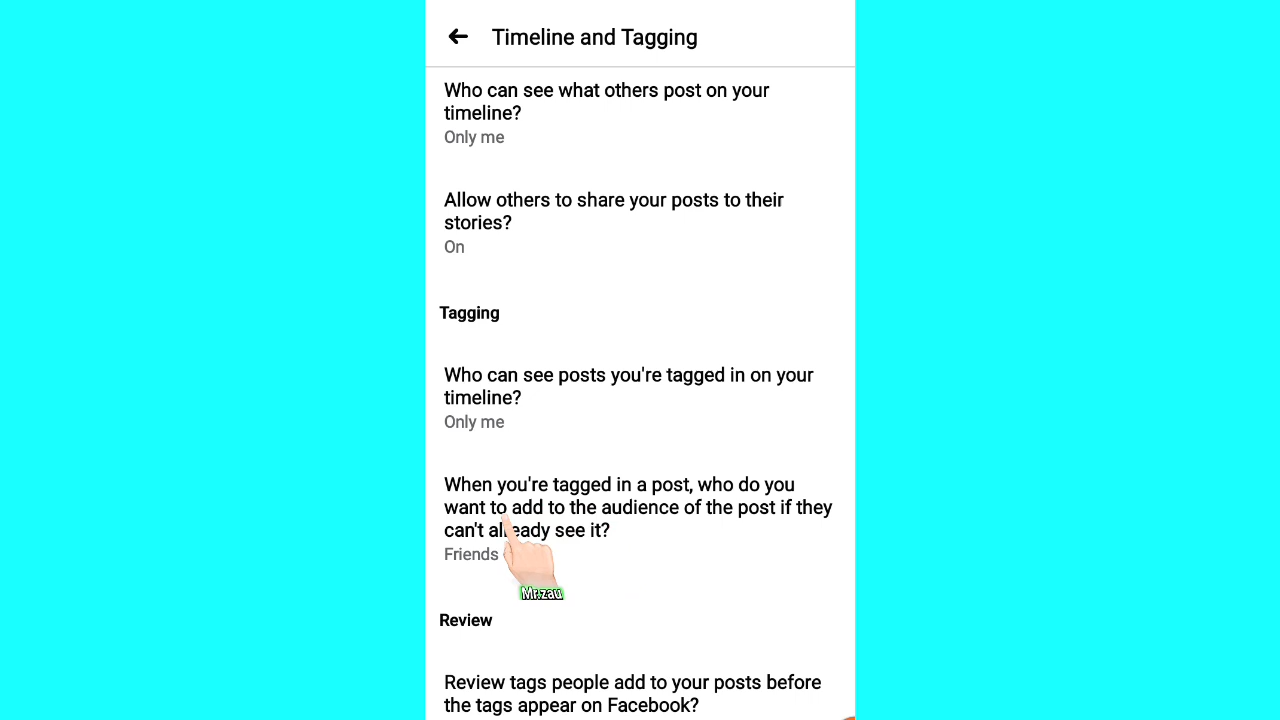 Timeline and Tagging
Who can see what others post on your
timeline?
Only me
Allow others to share your posts to their
stories?
On
Tagging
Who can see posts you're tagged in on your
timeline?
Only me
When you're tagged in a post, who do you
want to add to the audience of the post if they
can't already see it?
Friends
Mr.zau
Review
Review tags people add to your posts before
the tags appear on Facebook?